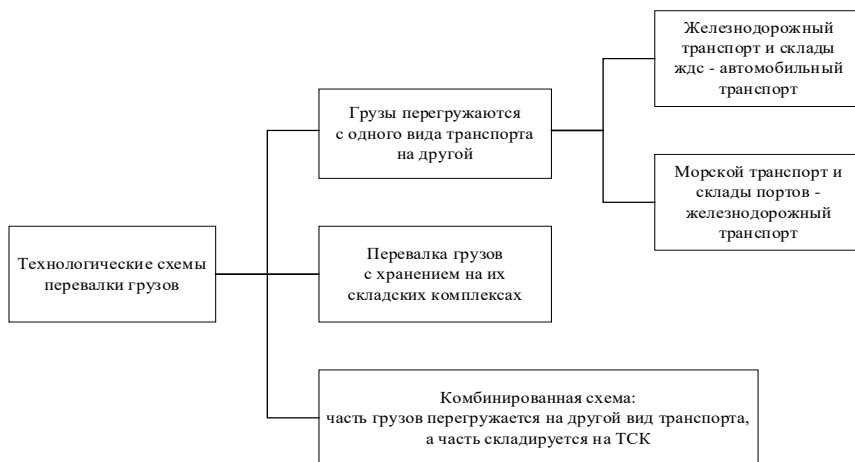 Технологические схемы
перевалки грузов
Грузы перегружаются
с одного вида транспорта
на другой
Железнодорожный
транспорт и склады
ждс - автомобильный
транспорт
Морской транспорт и
склады портов -
железнодорожный
транспорт
Перевалка грузов
с хранением на их
складских комплексах
Комбинированная схема:
часть грузов перегружается на другой вид транспорта,
а часть складируется на ТСК